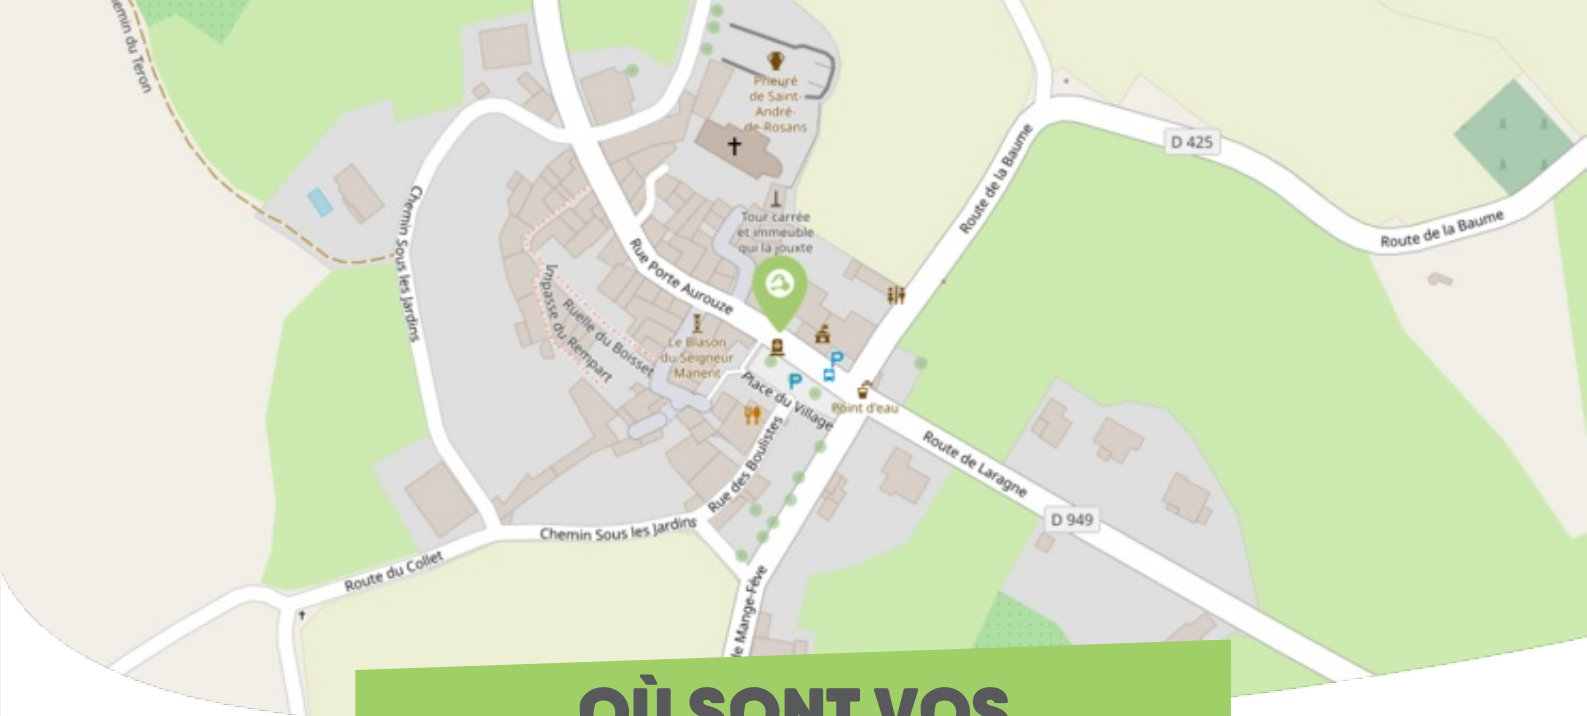 emin du Teron
Prieuré
de Saint-
André-
de-Rosans
D 425
Route de la Baume
Route de la Baume
Chemin Sous les Jardins
Tour carrée
et immeuble
qui la jouxte
Rue Porte Aurouze
Impasse du Rempart
Ruelle du Boisset
Le Blason
du Seigneur
Manent
P
P
Place du Village
Point d'eau
Rue des Boulistes
Route de Laragne
D 949
Chemin Sous les Jardins
Route du Collet
de Mange-Fève
OÙ SONT VOS